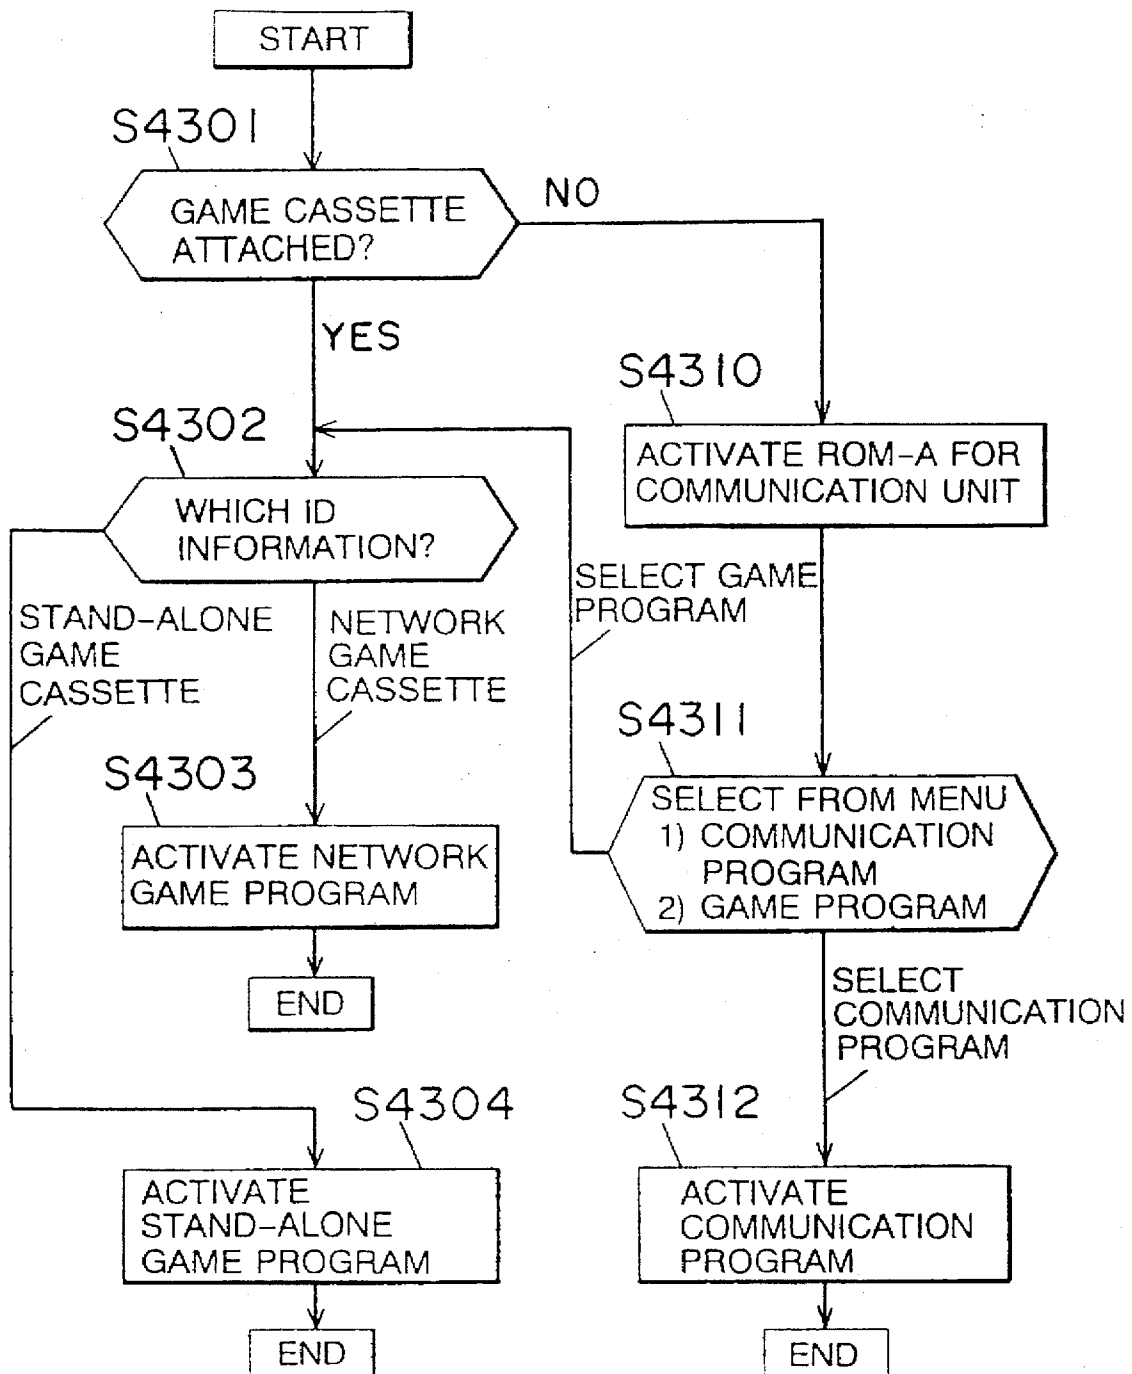 START
S4301
GAME CASSETTE
ATTACHED?
NO
YES
S4310
ACTIVATE ROM-A FOR
COMMUNICATION UNIT
S4302
WHICH ID
INFORMATION?
SELECT GAME
PROGRAM
STAND-ALONE
GAME
CASSETTE
NETWORK
GAME
CASSETTE
S4311
SELECT FROM MENU
1) COMMUNICATION
PROGRAM
2) GAME PROGRAM
S4303
ACTIVATE NETWORK
GAME PROGRAM
END
SELECT
COMMUNICATION
PROGRAM
S4304
ACTIVATE
STAND-ALONE
GAME PROGRAM
END
S4312
ACTIVATE
COMMUNICATION
PROGRAM
END